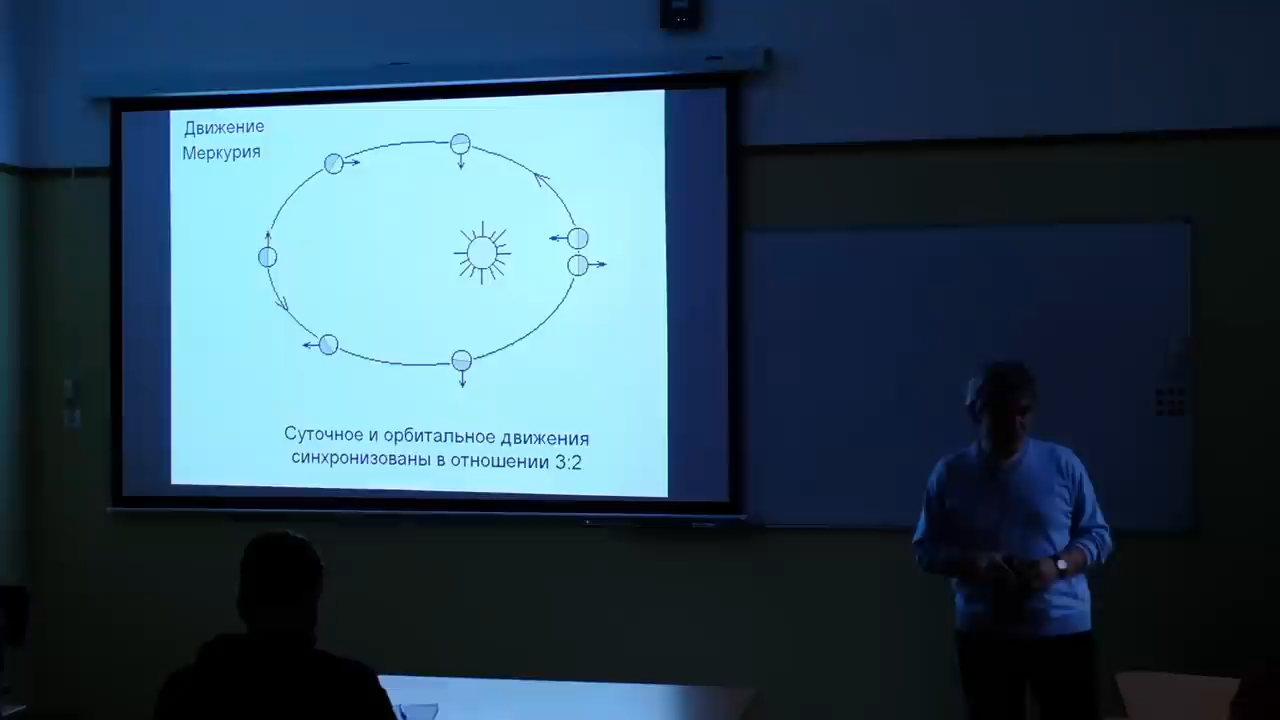 Движение
Меркурия
Суточное и орбитальное движения
синхронизованы в отношении 3:2